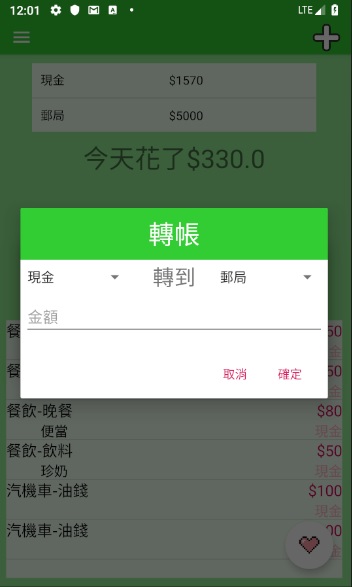 12:01 LTE
現金 $1570
郵局 $5000
今天花了$330.0
轉帳
現金 轉到 郵局
金額
取消 確定
餐 50
餐 50
餐飲-晚餐 $80
便當 現金
餐飲-飲料 $50
珍奶 現金
汽機車-油錢 $100
現金
汽機車-油錢 00